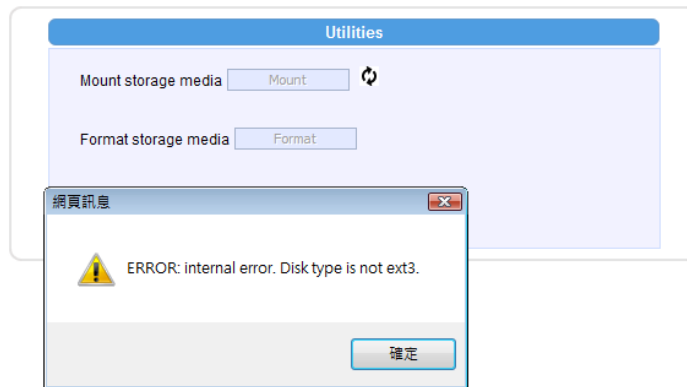 Utilities
Mount storage media Mount
Format storage media Format
網頁訊息
ERROR: internal error. Disk type is not ext3.
確定